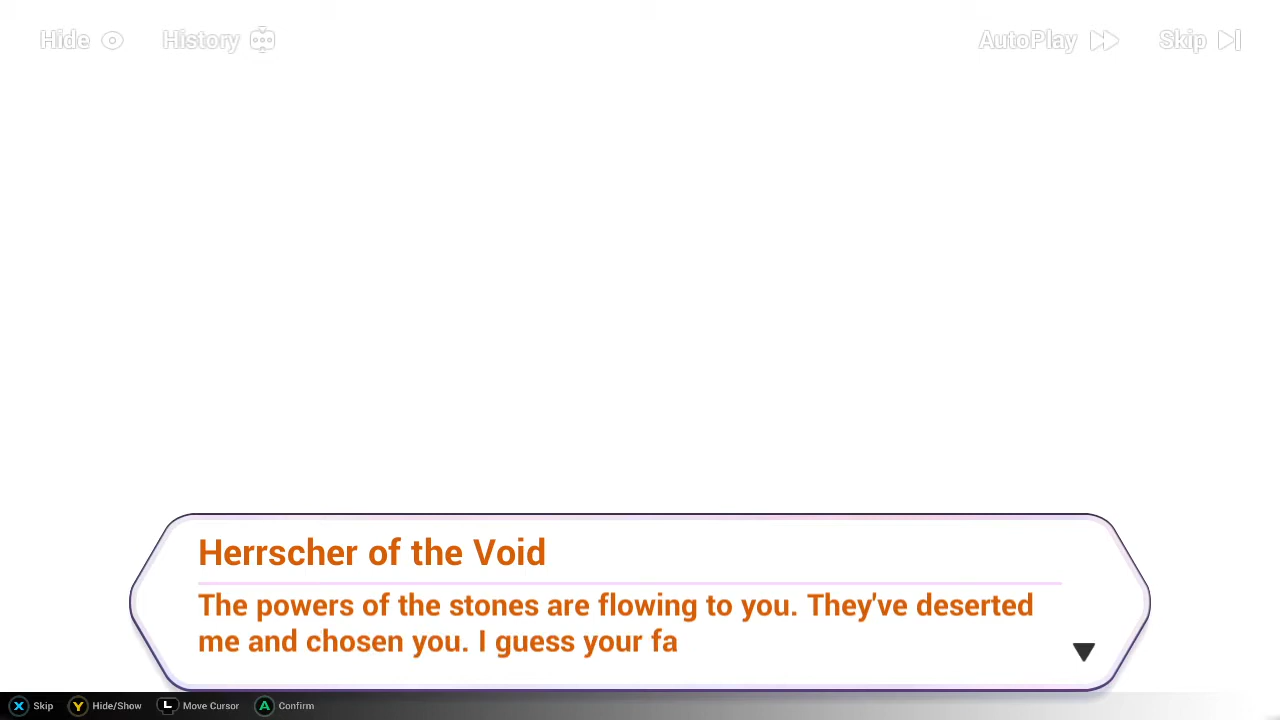 Hide
History
AutoPlay
Skip
Herrscher of the Void
The powers of the stones are flowing to you. They've deserted
me and chosen you. I guess your fa
X Skip
Y Hide/Show
L Move Cursor
A Confirm